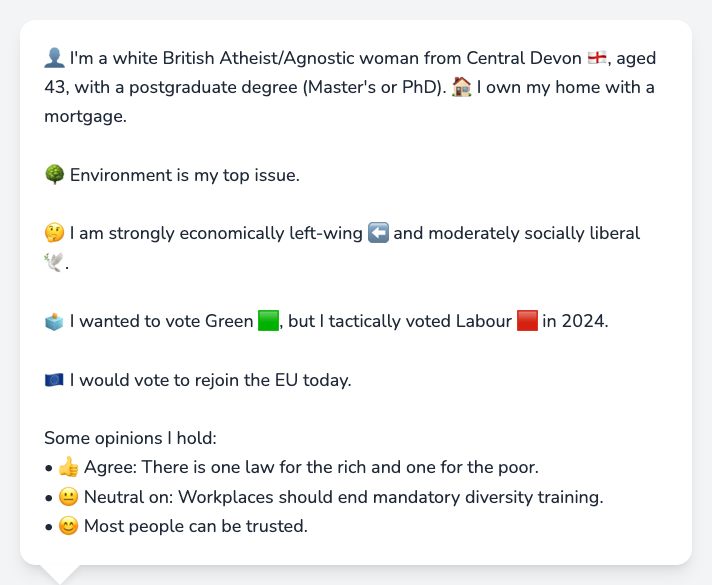 👤 I'm a white British Atheist/Agnostic woman from Central Devon 🏴󠁧󠁢󠁥󠁮󠁧󠁿, aged
43, with a postgraduate degree (Master's or PhD). 🏠 I own my home with a
mortgage.
🌳 Environment is my top issue.
🤔 I am strongly economically left-wing ⬅️ and moderately socially liberal
🕊️.
🗳️ I wanted to vote Green 🟩, but I tactically voted Labour 🟥 in 2024.
🇪🇺 I would vote to rejoin the EU today.
Some opinions I hold:
• 👍 Agree: There is one law for the rich and one for the poor.
• 😐 Neutral on: Workplaces should end mandatory diversity training.
• 😊 Most people can be trusted.